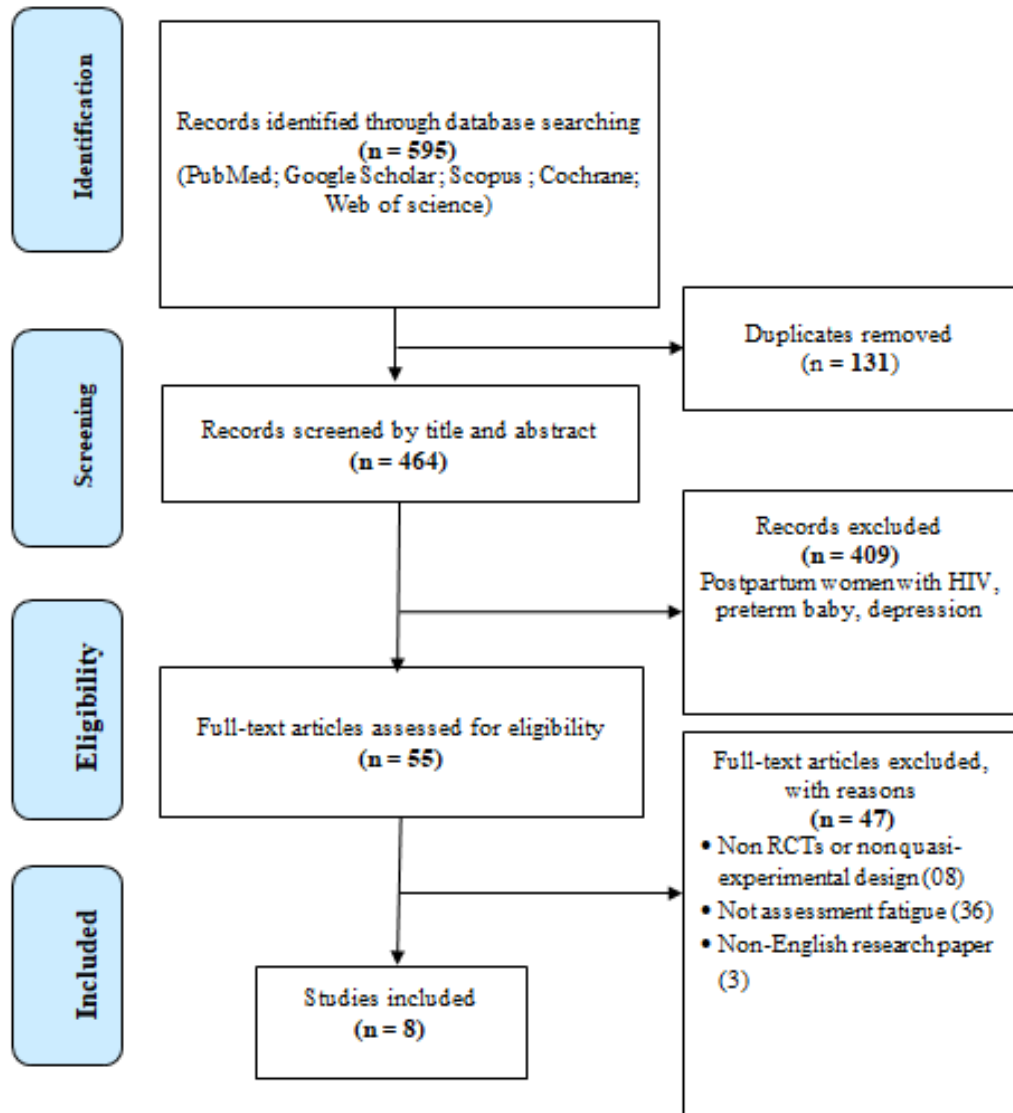 Identification
Records identified through database searching
(n = 595)
(PubMed; Google Scholar; Scopus ; Cochrane;
Web of science)
Duplicates removed
(n = 131)
Screening
Records screened by title and abstract
(n = 464)
Records excluded
(n = 409)
Postpartum women with HIV,
preterm baby, depression
Eligibility
Full-text articles assessed for eligibility
(n = 55)
Full-text articles excluded,
with reasons
(n = 47)
• Non RCTs or non quasi-
experimental design (08)
• Not assessment fatigue (36)
• Non-English research paper
(3)
Included
Studies included
(n = 8)